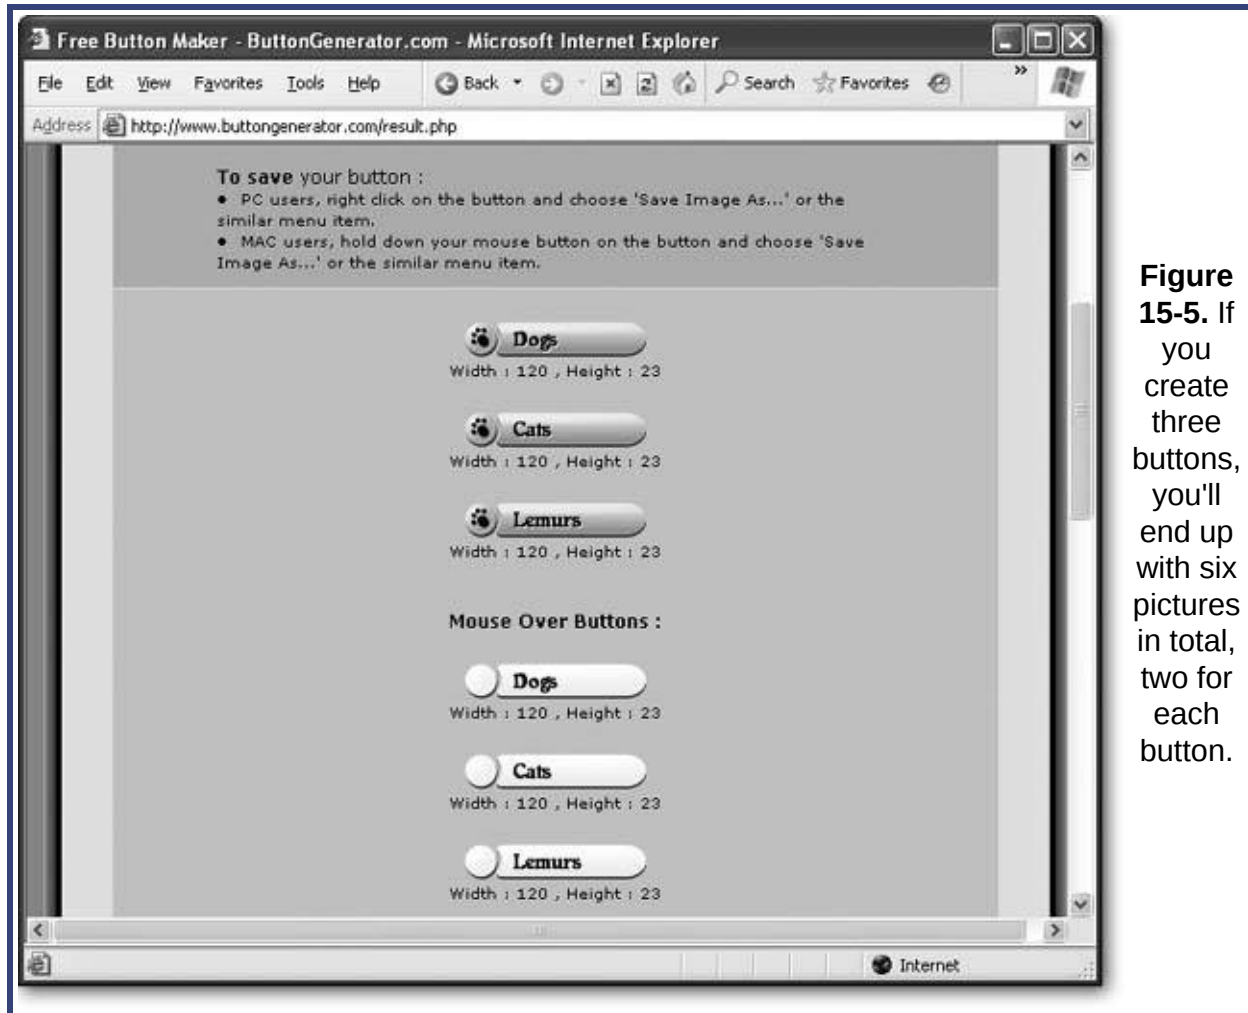 Free Button Maker - ButtonGenerator.com - Microsoft Internet Explorer
File Edit View Favorites Tools Help Back Search Favorites »
Address http://www.buttongenerator.com/result.php
To save your button :
• PC users, right click on the button and choose 'Save Image As...' or the
similar menu item.
• MAC users, hold down your mouse button on the button and choose 'Save
Image As...' or the similar menu item.
Dogs
Width : 120 , Height : 23
Cats
Width : 120 , Height : 23
Lemurs
Width : 120 , Height : 23
Mouse Over Buttons :
Dogs
Width : 120 , Height : 23
Cats
Width : 120 , Height : 23
Lemurs
Width : 120 , Height : 23
Internet
Figure
15-5. If
you
create
three
buttons,
you'll
end up
with six
pictures
in total,
two for
each
button.